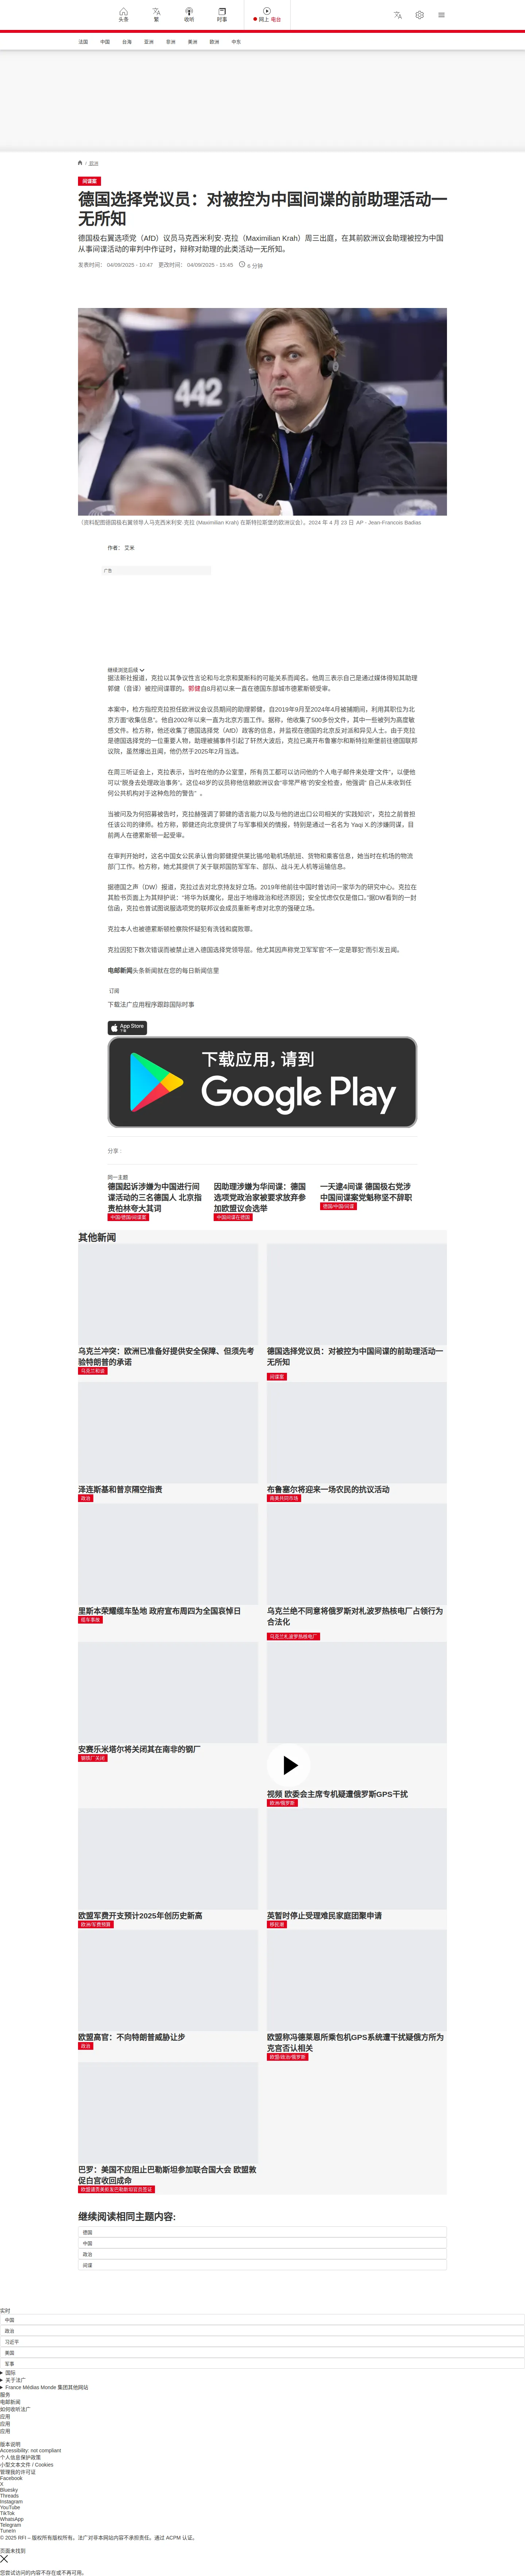 头条
繁
收听
时事
网上 电台
法国
中国
台海
亚洲
非洲
美洲
欧洲
中东
/ 政治
间谍案
德国选择党议员：对被控为中国间谍的前助理活动一
无所知
德国极右翼选项党（AfD）议员马克西米利安·克拉（Maximilian Krah）周三出庭，在其前欧洲议会助理被控为中国
从事间谍活动的审判中作证时，辩称对助理的此类活动一无所知。
发表时间： 04/09/2025 - 10:47 更改时间： 04/09/2025 - 15:45 6 分钟
（资料配图德国极右翼领导人马克西米利安·克拉 (Maximilian Krah) 在斯特拉斯堡的欧洲议会）。2024 年 4 月 23 日 AP - Jean-Francois Badias
作者： 艾米
广告
继续浏览后续
据法新社报道，克拉以其争议性言论和与北京和莫斯科的可能关系而闻名。他周三表示自己是通过媒体得知其助理
郭健（音译）被控间谍罪的。郭健自8月初以来一直在德国东部城市德累斯顿受审。
本案中，检方指控克拉担任欧洲议会议员期间的助理郭健，自2019年9月至2024年4月被捕期间，利用其职位为北
京方面“收集信息”。他自2002年以来一直为北京方面工作。据称，他收集了500多份文件，其中一些被列为高度敏
感文件。检方称，他还收集了德国选择党（AfD）政客的信息，并监视在德国的北京反对派和异见人士。由于克拉
是德国选择党的一位重要人物，助理被捕事件引起了轩然大波后，克拉已离开布鲁塞尔和斯特拉斯堡前往德国联邦
议院，虽然爆出丑闻，他仍然于2025年2月当选。
在周三听证会上，克拉表示，当时在他的办公室里，所有员工都可以访问他的个人电子邮件来处理“文件”，以便他
可以“脱身去处理政治事务”。这位48岁的议员称他信赖欧洲议会“非常严格”的安全检查，他强调“ 自己从未收到任
何公共机构对于这种危险的警告” 。
当被问及为何招募被告时，克拉赫强调了郭健的语言能力以及与他的进出口公司相关的“实践知识”，克拉之前曾担
任该公司的律师。检方称，郭健还向北京提供了与军事相关的情报，特别是通过一名名为 Yaqi X.的涉嫌同谋，目
前两人在德累斯顿一起受审。
在审判开始时，这名中国女公民承认曾向郭健提供莱比锡/哈勒机场航班、货物和乘客信息，她当时在机场的物流
部门工作。检方称，她尤其提供了关于联邦国防军军车、部队、战斗无人机等运输信息。
据德国之声（DW）报道，克拉过去对北京持友好立场。2019年他前往中国时曾访问一家华为的研究中心。克拉在
其脸书页面上为其辩护说：“将华为妖魔化，是出于地缘政治和经济原因；安全忧虑仅仅是借口。”据DW看到的一封
信函，克拉也曾试图说服选项党的联邦议会成员重新考虑对北京的强硬立场。
克拉本人也被德累斯顿检察院怀疑犯有洗钱和腐败罪。
克拉因犯下数次错误而被禁止进入德国选择党领导层。他尤其因声称党卫军军官“不一定是罪犯”而引发丑闻。
电邮新闻头条新闻就在您的每日新闻信里
订阅
下载法广应用程序跟踪国际时事
App Store
下载
下载应用，请到
Google Play
分享 :
同一主题
德国起诉涉嫌为中国进行间
谍活动的三名德国人 北京指
责柏林夸大其词
中国/德国/间谍案
因助理涉嫌为华间谍：德国
选项党政治家被要求放弃参
加欧盟议会选举
中国间谍在德国
一天逮4间谍 德国极右党涉
中国间谍案党魁称坚不辞职
德国/中国/间谍
其他新闻
乌克兰冲突：欧洲已准备好提供安全保障、但须先考
验特朗普的承诺
乌克兰和谈
德国选择党议员：对被控为中国间谍的前助理活动一
无所知
间谍案
泽连斯基和普京隔空指责
政治
布鲁塞尔将迎来一场农民的抗议活动
南美共同市场
里斯本荣耀缆车坠地 政府宣布周四为全国哀悼日
缆车事故
乌克兰绝不同意将俄罗斯对札波罗热核电厂占领行为
合法化
乌克兰札波罗热核电厂
安赛乐米塔尔将关闭其在南非的钢厂
钢铁厂关闭
视频 欧委会主席专机疑遭俄罗斯GPS干扰
欧洲/俄罗斯
欧盟军费开支预计2025年创历史新高
欧洲/军费预算
英暂时停止受理难民家庭团聚申请
移民潮
欧盟高官：不向特朗普威胁让步
政治
欧盟称冯德莱恩所乘包机GPS系统遭干扰疑俄方所为
克宫否认相关
欧盟/政治/俄罗斯
巴罗：美国不应阻止巴勒斯坦参加联合国大会 欧盟敦
促白宫收回成命
欧盟谴责美拒发巴勒斯坦官员签证
继续阅读相同主题内容:
德国
中国
政治
间谍
实时
中国
政治
习近平
美国
军事
国际
关于法广
France Médias Monde 集团其他网站
服务
电邮新闻
如何收听法广
应用
应用
应用
版本说明
Accessibility: not compliant
个人信息保护政策
小型文本文件 / Cookies
管理我的许可证
Facebook
X
Bluesky
Threads
Instagram
YouTube
TikTok
WhatsApp
Telegram
TuneIn
© 2025 RFI – 版权所有版权所有。法广对非本网站内容不承担责任。通过 ACPM 认证。
页面未找到
您尝试访问的内容不存在或不再可用。